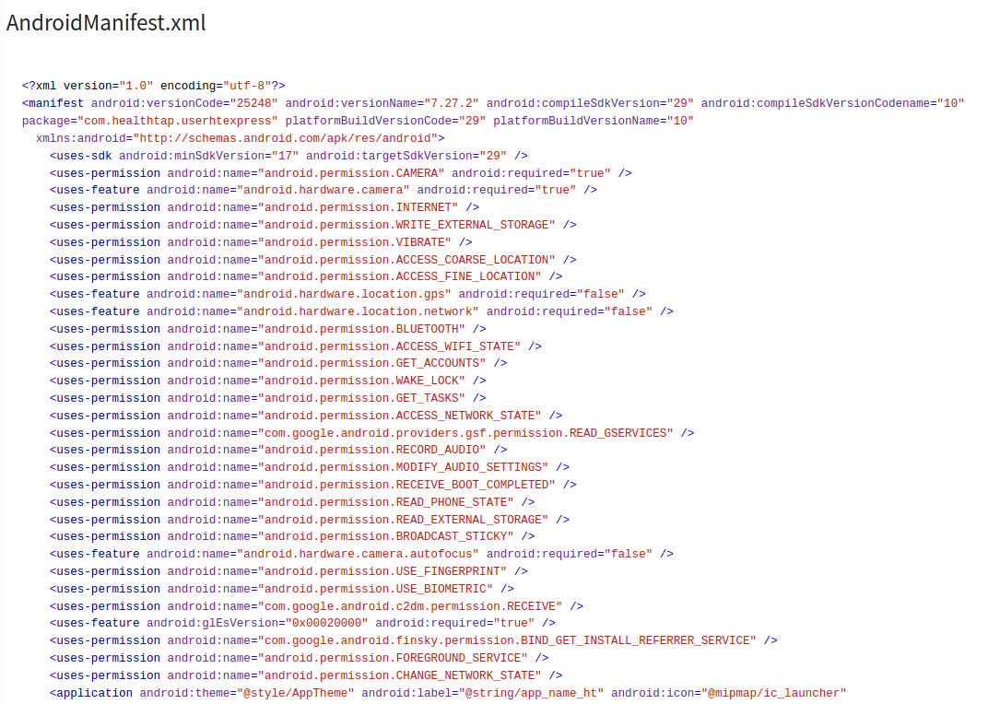 AndroidManifest.xml
<?xml version="1.0" encoding="utf-8"?>
<manifest android:versionCode="25248" android:versionName="7.27.2" android:compileSdkVersion="29" android:compileSdkVersionCodename="10"
package="com.healthtap.userhtexpress" platformBuildVersionCode="29" platformBuildVersionName="10"
xmlns:android="http://schemas.android.com/apk/res/android">
<uses-sdk android:minSdkVersion="17" android:targetSdkVersion="29" />
<uses-permission android:name="android.permission.CAMERA" android:required="true" />
<uses-feature android:name="android.hardware.camera" android:required="true" />
<uses-permission android:name="android.permission.INTERNET" />
<uses-permission android:name="android.permission.WRITE_EXTERNAL_STORAGE" />
<uses-permission android:name="android.permission.VIBRATE" />
<uses-permission android:name="android.permission.ACCESS_COARSE_LOCATION" />
<uses-permission android:name="android.permission.ACCESS_FINE_LOCATION" />
<uses-feature android:name="android.hardware.location.gps" android:required="false" />
<uses-feature android:name="android.hardware.location.network" android:required="false" />
<uses-permission android:name="android.permission.BLUETOOTH" />
<uses-permission android:name="android.permission.ACCESS_WIFI_STATE" />
<uses-permission android:name="android.permission.GET_ACCOUNTS" />
<uses-permission android:name="android.permission.WAKE_LOCK" />
<uses-permission android:name="android.permission.GET_TASKS" />
<uses-permission android:name="android.permission.ACCESS_NETWORK_STATE" />
<uses-permission android:name="com.google.android.providers.gsf.permission.READ_GSERVICES" />
<uses-permission android:name="android.permission.RECORD_AUDIO" />
<uses-permission android:name="android.permission.MODIFY_AUDIO_SETTINGS" />
<uses-permission android:name="android.permission.RECEIVE_BOOT_COMPLETED" />
<uses-permission android:name="android.permission.READ_PHONE_STATE" />
<uses-permission android:name="android.permission.READ_EXTERNAL_STORAGE" />
<uses-permission android:name="android.permission.BROADCAST_STICKY" />
<uses-feature android:name="android.hardware.camera.autofocus" android:required="false" />
<uses-permission android:name="android.permission.USE_FINGERPRINT" />
<uses-permission android:name="android.permission.USE_BIOMETRIC" />
<uses-permission android:name="com.google.android.c2dm.permission.RECEIVE" />
<uses-feature android:glEsVersion="0x00020000" android:required="true" />
<uses-permission android:name="com.google.android.finsky.permission.BIND_GET_INSTALL_REFERRER_SERVICE" />
<uses-permission android:name="android.permission.FOREGROUND_SERVICE" />
<uses-permission android:name="android.permission.CHANGE_NETWORK_STATE" />
<application android:theme="@style/AppTheme" android:label="@string/app_name_ht" android:icon="@mipmap/ic_launcher"